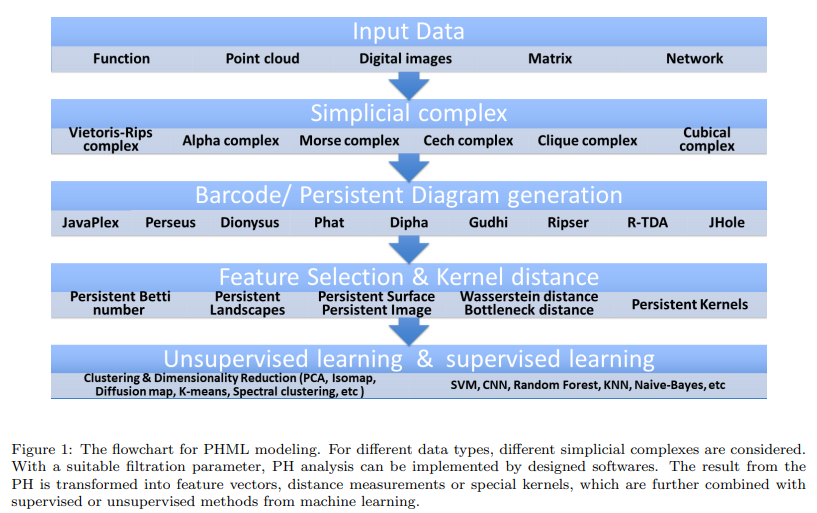 Input Data
Function Point cloud Digital images Matrix Network
Simplicial complex
Vietoris-Rips complex Alpha complex Morse complex Cech complex Clique complex Cubical complex
Barcode/ Persistent Diagram generation
JavaPlex Perseus Dionysus Phat Dipha Gudhi Ripser R-TDA JHole
Feature Selection & Kernel distance
Persistent Betti number
Persistent Landscapes
Persistent Surface
Persistent Image
Wasserstein distance
Bottleneck distance
Persistent Kernels
Unsupervised learning & supervised learning
Clustering & Dimensionality Reduction (PCA, Isomap,
Diffusion map, K-means, Spectral clustering, etc )
SVM, CNN, Random Forest, KNN, Naive-Bayes, etc
Figure 1: The flowchart for PHML modeling. For different data types, different simplicial complexes are considered.
With a suitable filtration parameter, PH analysis can be implemented by designed softwares. The result from the
PH is transformed into feature vectors, distance measurements or special kernels, which are further combined with
supervised or unsupervised methods from machine learning.